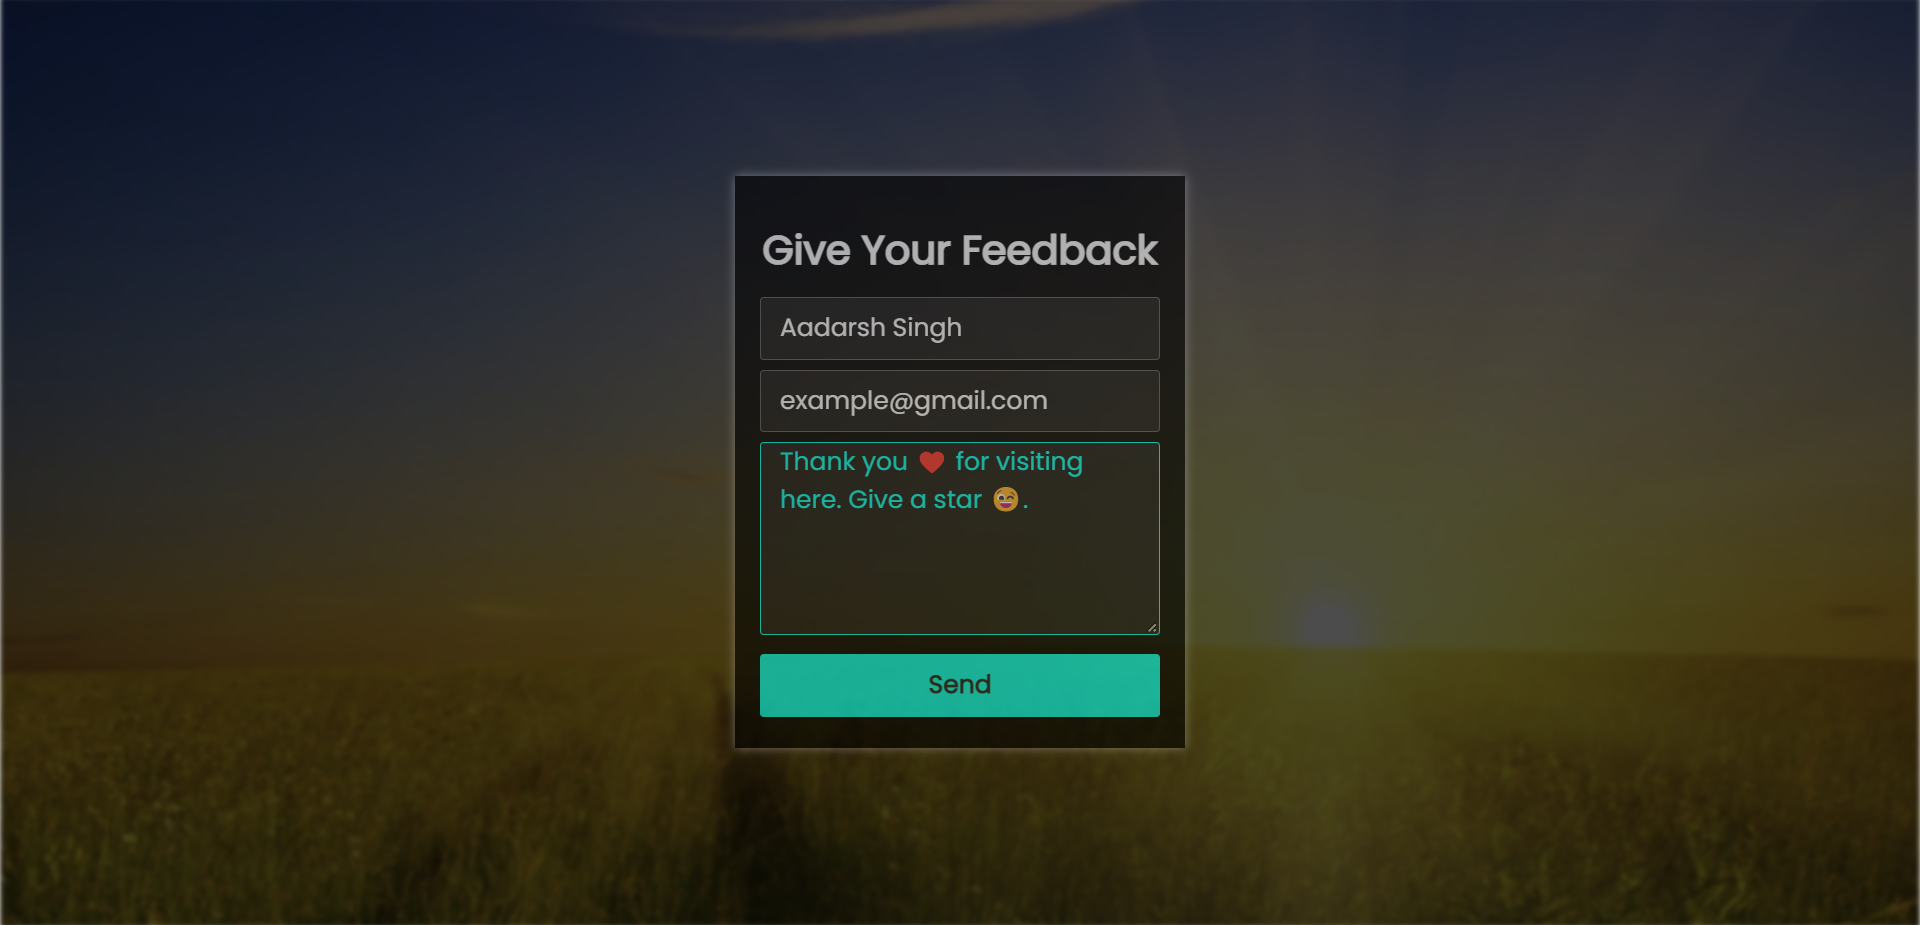 Give Your Feedback
Aadarsh Singh
example@gmail.com
Thank you ❤️ for visiting
here. Give a star 😄.
Send